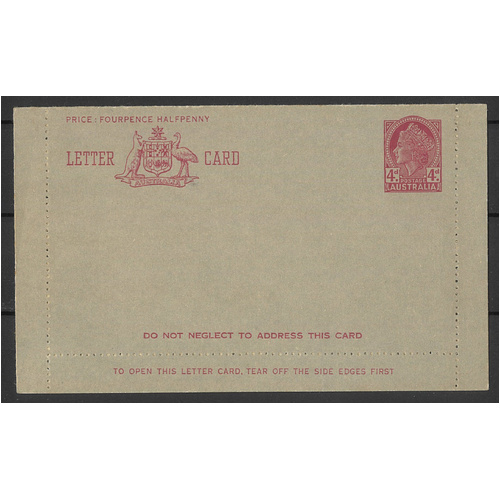 PRICE: FOURPENCE HALFPENNY
LETTER CARD
AUSTRALIA
4d 4d
POSTAGE
AUSTRALIA
DO NOT NEGLECT TO ADDRESS THIS CARD
TO OPEN THIS LETTER CARD, TEAR OFF THE SIDE EDGES FIRST